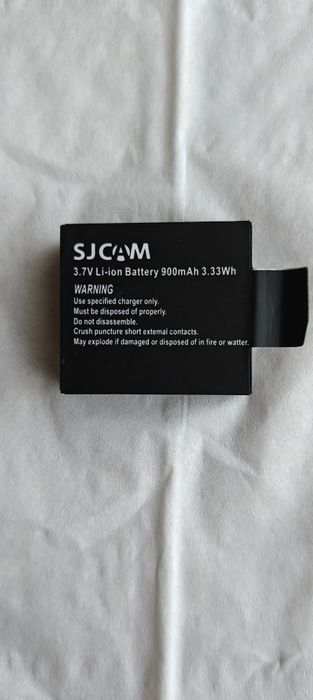 SJCAM
3.7V Li-ion Battery 900mAh 3.33Wh
WARNING
Use specified charger only.
Must be disposed of properly.
Do not disassemble.
Crush puncture short external contacts.
May explode if damaged or disposed of in fire or watter.